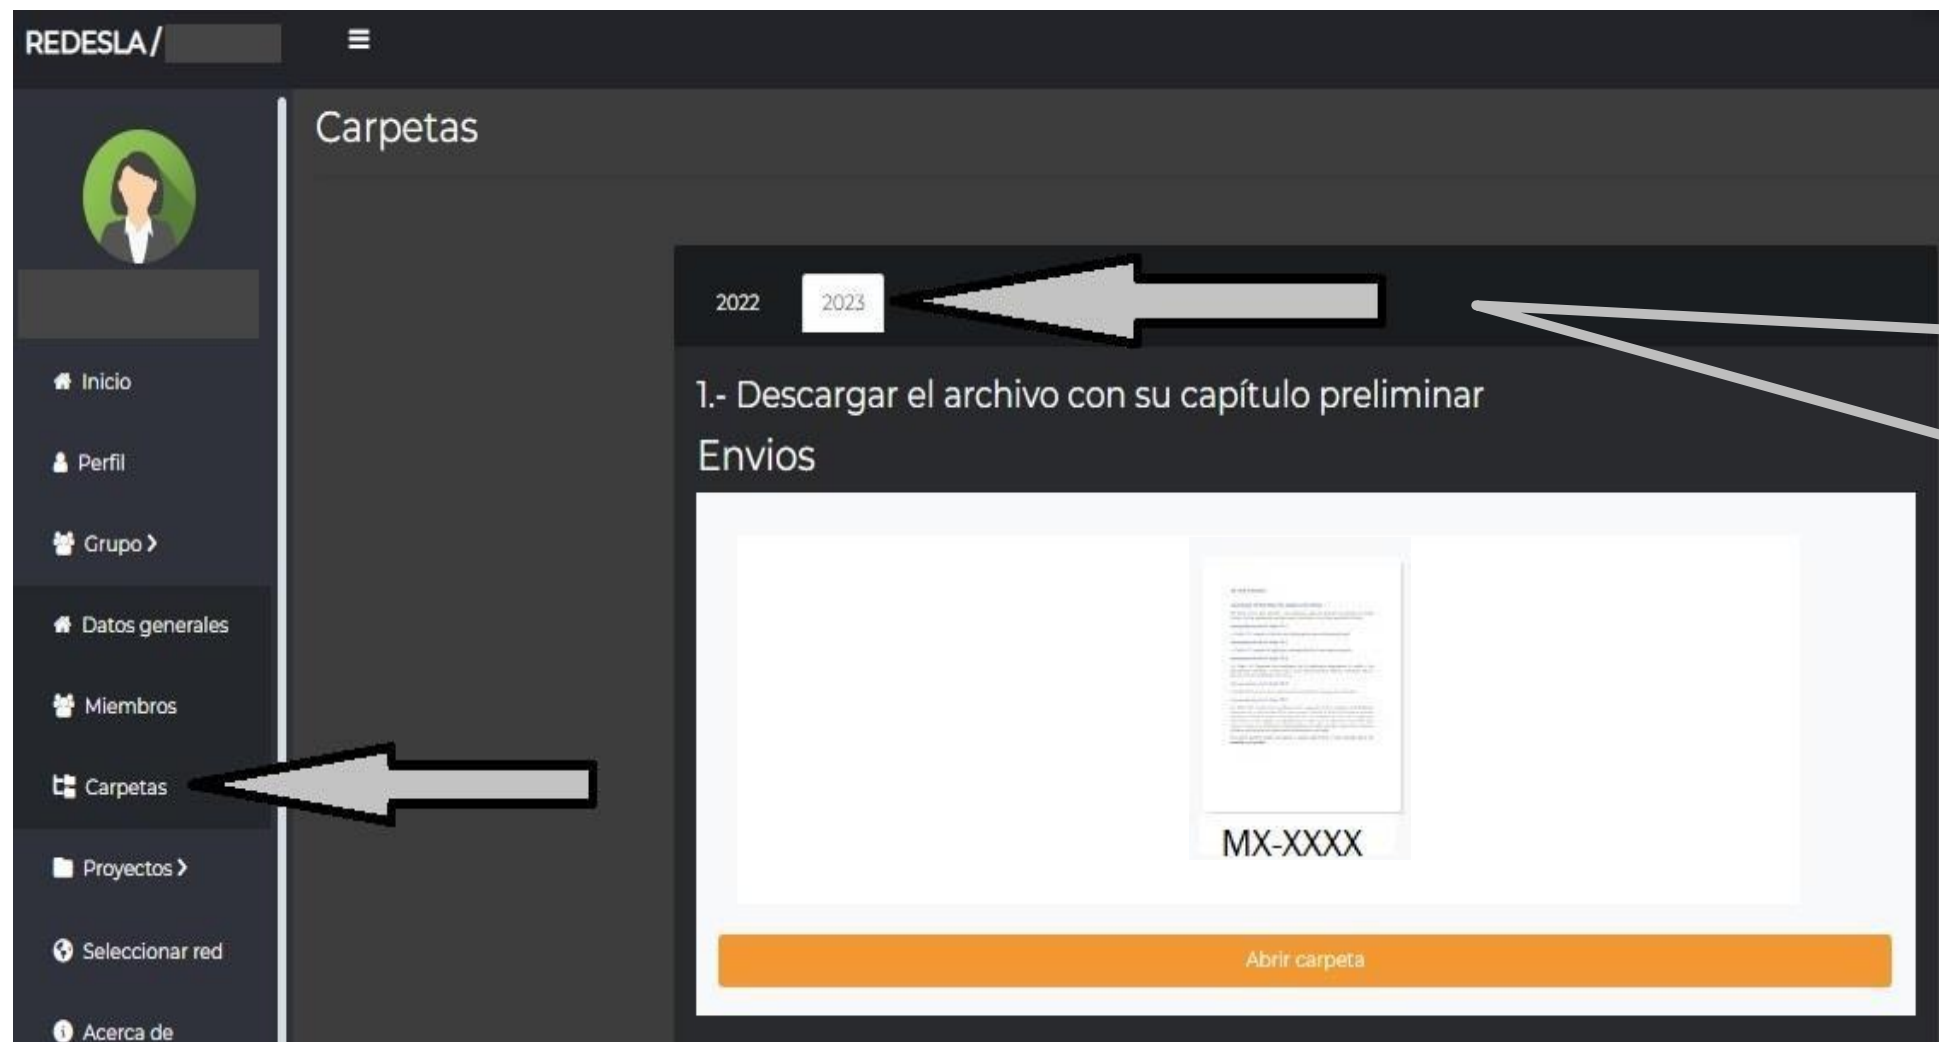 REDESLA /
Carpetas
2022 2023
1.- Descargar el archivo con su capítulo preliminar
Envios
MX-XXXX
Abrir carpeta
Inicio
Perfil
Grupo
Datos generales
Miembros
Carpetas
Proyectos
Seleccionar red
Acerca de